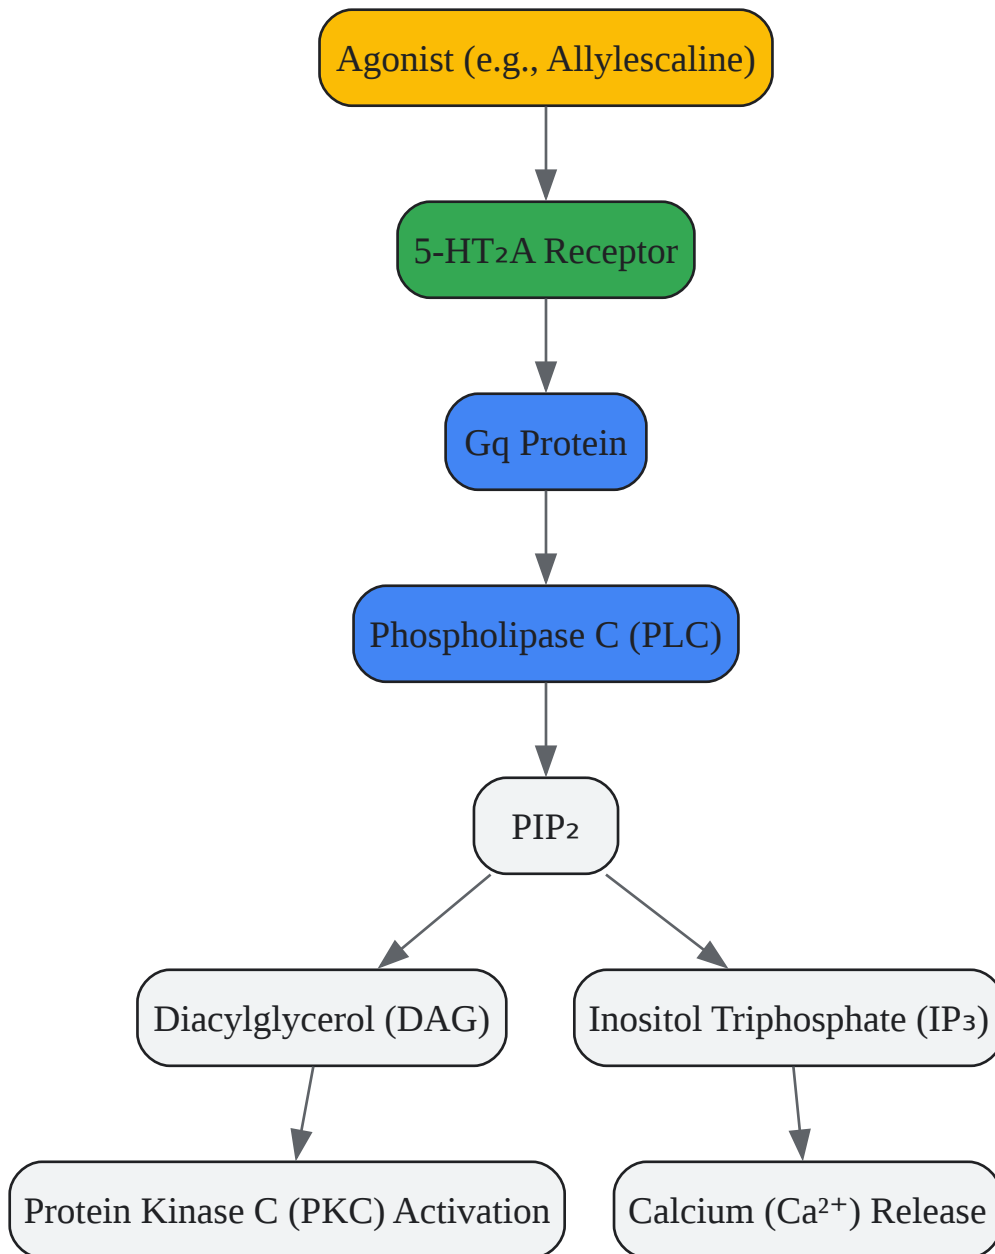 Agonist (e.g., Allylescaline)
5-HT₂A Receptor
Gq Protein
Phospholipase C (PLC)
PIP₂
Diacylglycerol (DAG)
Inositol Triphosphate (IP₃)
Protein Kinase C (PKC) Activation
Calcium (Ca²⁺) Release